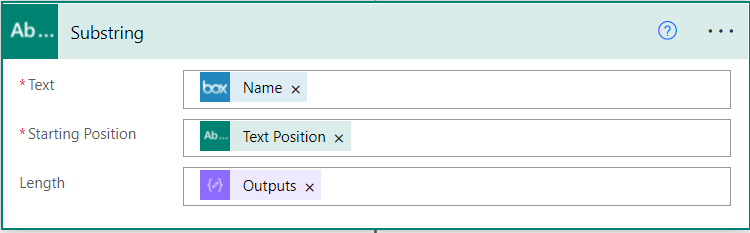 Ab... Substring ? ...
* Text box Name ×
* Starting Position Ab... Text Position ×
Length Outputs ×